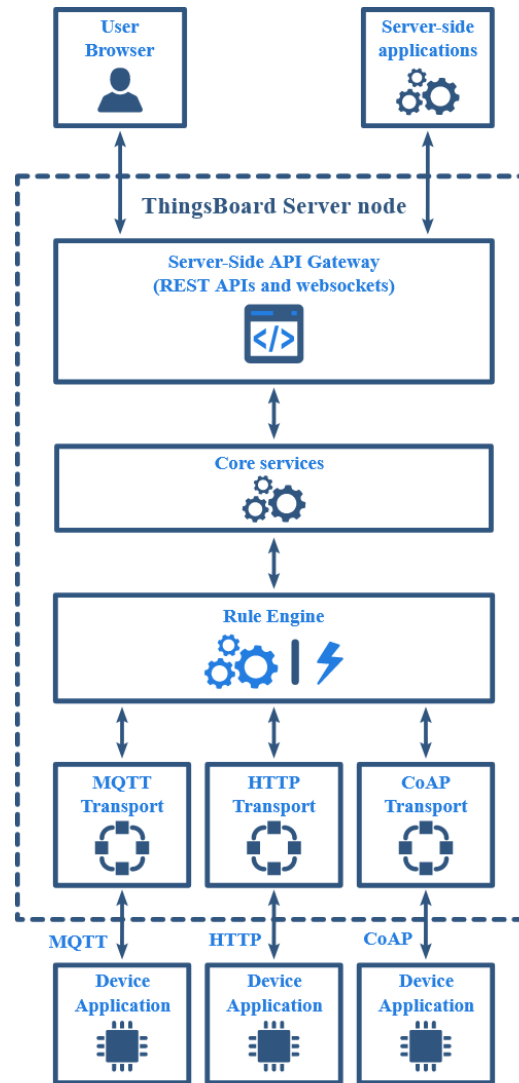 User
Browser
Server-side
applications
ThingsBoard Server node
Server-Side API Gateway
(REST APIs and websockets)
</>
Core services
Rule Engine
MQTT
Transport
HTTP
Transport
CoAP
Transport
MQTT
HTTP
CoAP
Device
Application
Device
Application
Device
Application